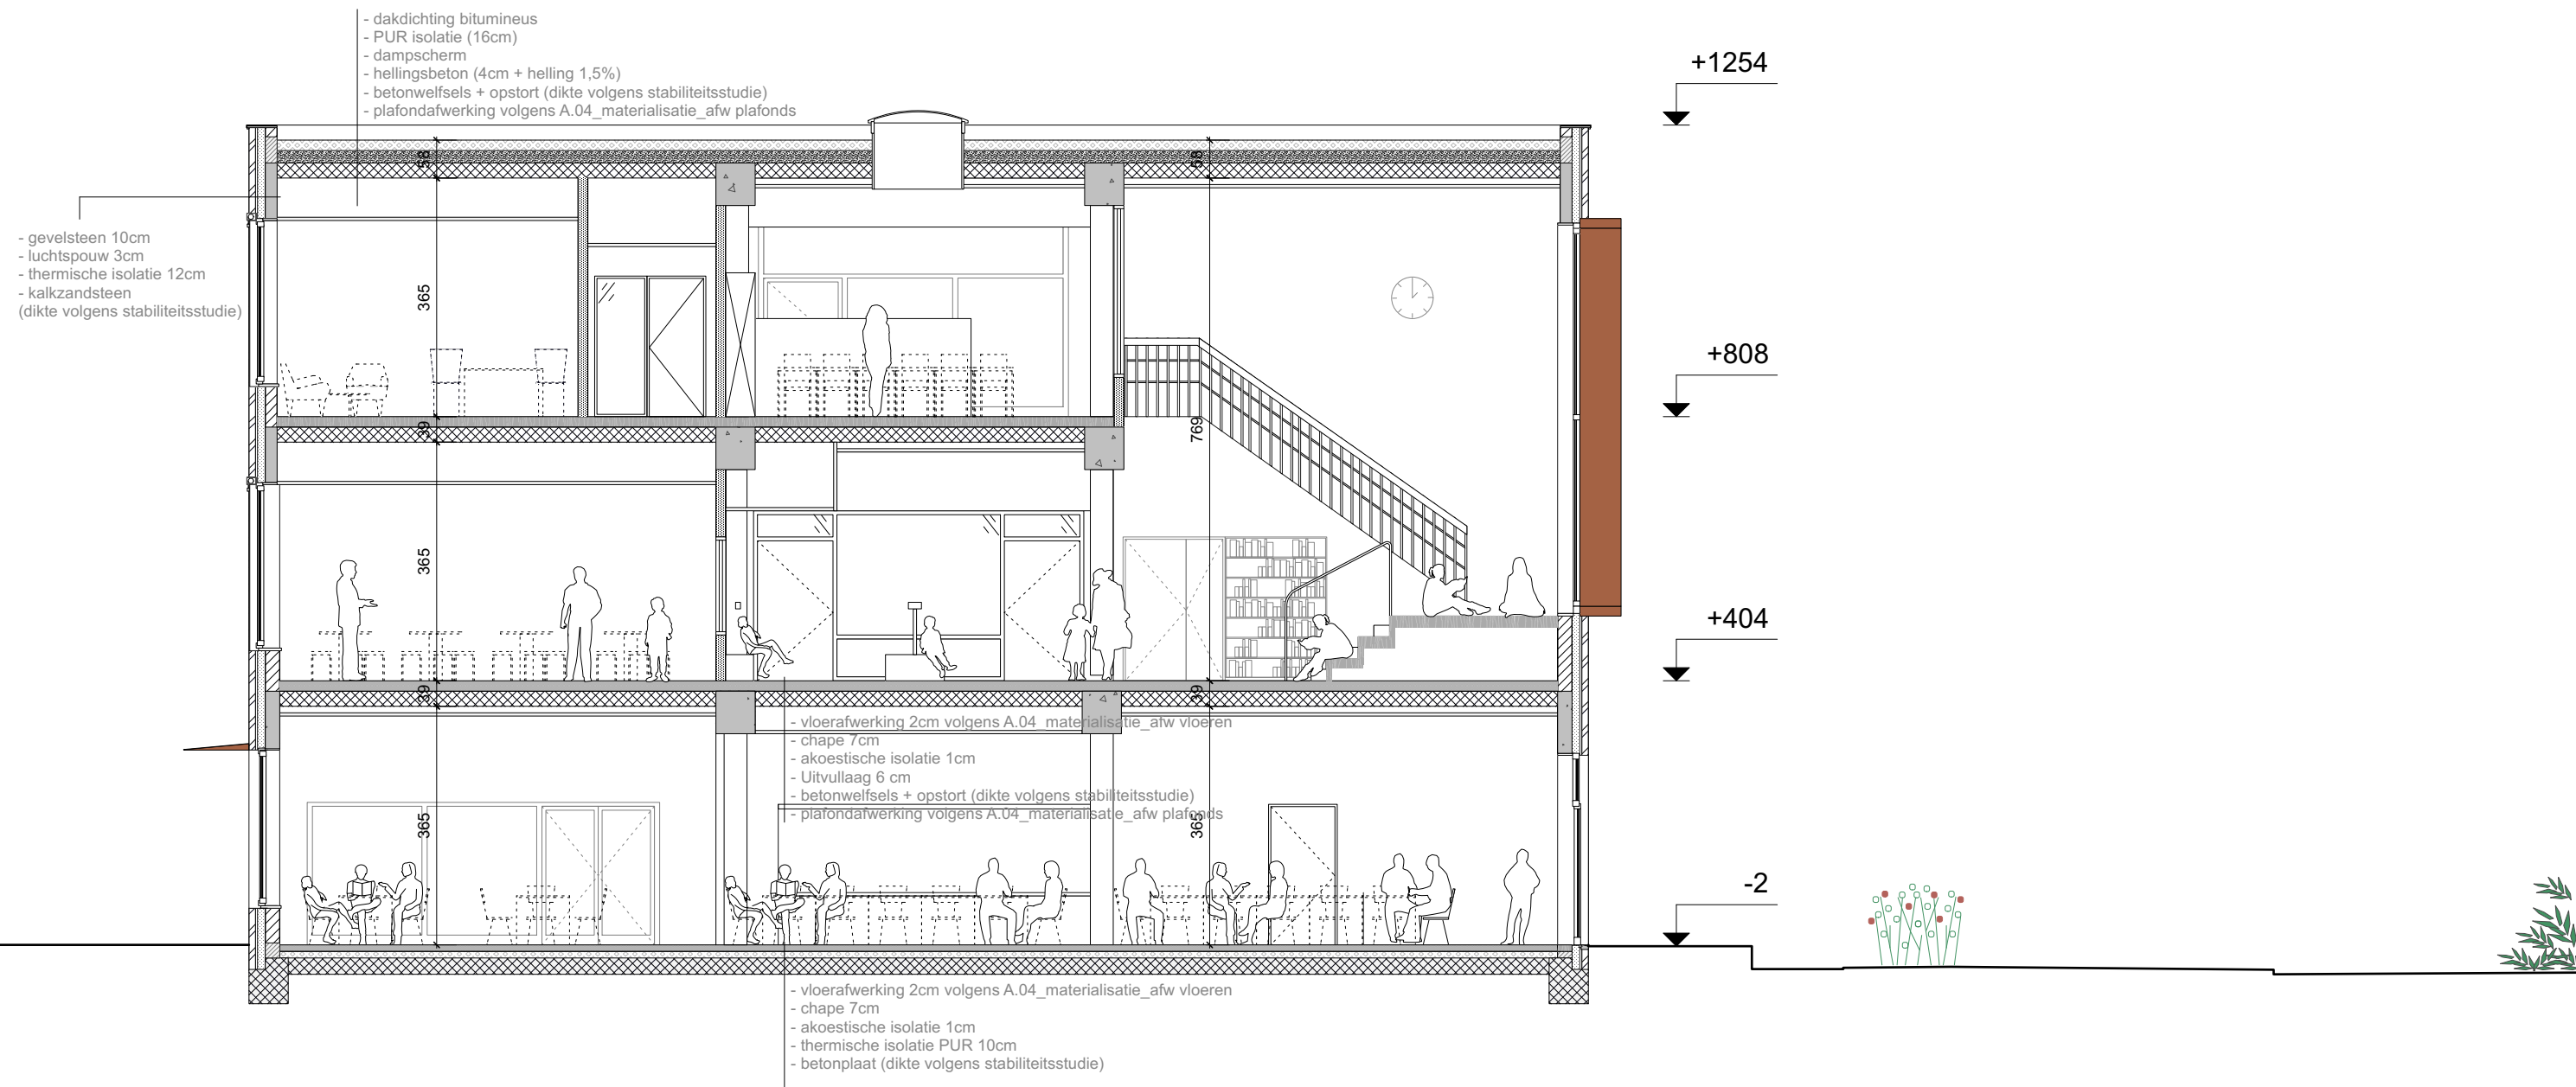 - dakdichting bitumineus
- PUR isolatie (16cm)
- dampscherm
- hellingsbeton (4cm + helling 1,5%)
- betonwelfsels + opstort (dikte volgens stabiliteitsstudie)
- plafondafwerking volgens A.04_materialisatie_afw plafonds
+1254
58
58
- gevelsteen 10cm
- luchtspouw 3cm
- thermische isolatie 12cm
- kalkzandsteen
(dikte volgens stabiliteitsstudie)
365
+808
39
769
365
+404
39
39
- vloerafwerking 2cm volgens A.04_materialisatie_afw vloeren
- chape 7cm
- akoestische isolatie 1cm
- Uitvullaag 6 cm
- betonwelfsels + opstort (dikte volgens stabiliteitsstudie)
- plafondafwerking volgens A.04_materialisatie_afw plafonds
365
365
-2
- vloerafwerking 2cm volgens A.04_materialisatie_afw vloeren
- chape 7cm
- akoestische isolatie 1cm
- thermische isolatie PUR 10cm
- betonplaat (dikte volgens stabiliteitsstudie)